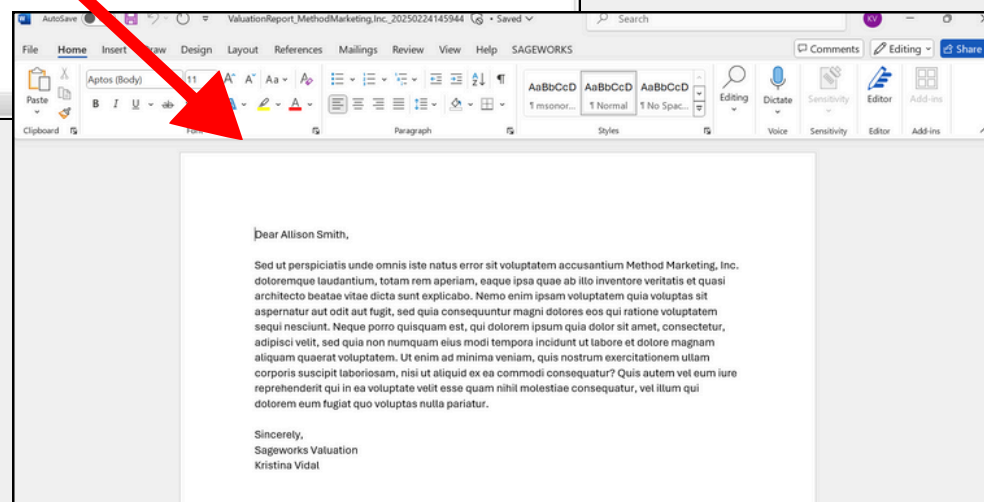 AutoSave ValuationReport_MethodMarketing,Inc._20250224145944 • Saved Search KV
File Home Insert Draw Design Layout References Mailings Review View Help SAGEWORKS Comments Editing Share
Paste Aptos (Body) 11 A A Aa A AaBbCcD AaBbCcD AaBbCcD Editing Dictate Sensitivity Editor Add-ins
B I U ab A ¶ msonor... ¶ Normal ¶ No Spac...
Clipboard Font Paragraph Styles Voice Sensitivity Editor Add-ins
Dear Allison Smith,
Sed ut perspiciatis unde omnis iste natus error sit voluptatem accusantium Method Marketing, Inc.
doloremque laudantium, totam rem aperiam, eaque ipsa quae ab illo inventore veritatis et quasi
architecto beatae vitae dicta sunt explicabo. Nemo enim ipsam voluptatem quia voluptas sit
aspernatur aut odit aut fugit, sed quia consequuntur magni dolores eos qui ratione voluptatem
sequi nesciunt. Neque porro quisquam est, qui dolorem ipsum quia dolor sit amet, consectetur,
adipisci velit, sed quia non numquam eius modi tempora incidunt ut labore et dolore magnam
aliquam quaerat voluptatem. Ut enim ad minima veniam, quis nostrum exercitationem ullam
corporis suscipit laboriosam, nisi ut aliquid ex ea commodi consequatur? Quis autem vel eum iure
reprehenderit qui in ea voluptate velit esse quam nihil molestiae consequatur, vel illum qui
dolorem eum fugiat quo voluptas nulla pariatur.
Sincerely,
Sageworks Valuation
Kristina Vidal